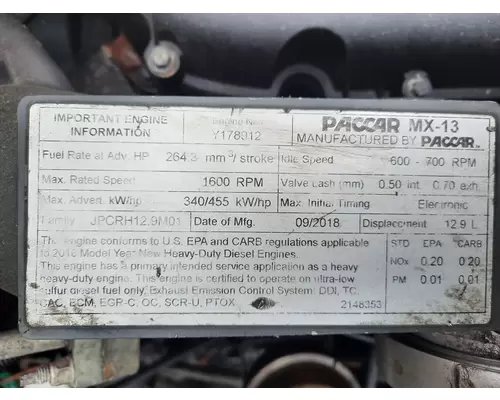 IMPORTANT ENGINE INFORMATION
Engine No. Y178912
PACCAR MX-13
MANUFACTURED BY PACCAR
Fuel Rate at Adv. HP 264.3 mm³/stroke
Idle Speed 600 - 700 RPM
Max. Rated Speed 1600 RPM
Valve Lash (mm) 0.50 int. 0.70 exh.
Max. Advert. kW/hp 340/455 kW/hp
Max. Initial Timing Electronic
Family JPCRH12.9M01
Date of Mfg. 09/2018
Displacement 12.9 L
The engine conforms to U.S. EPA and CARB regulations applicable
to Model Year New Heavy-Duty Diesel Engines.
This engine has a primary intended service application as a heavy
heavy-duty engine. This engine is certified to operate on ultra-low
sulfur diesel fuel only. Exhaust Emission Control System: DDI, TC,
CAC, ECM, EGR-C, OC, SCR-U, PTOX
2148353
STD EPA CARB
NOx 0.20 0.20
PM 0.01 0.01